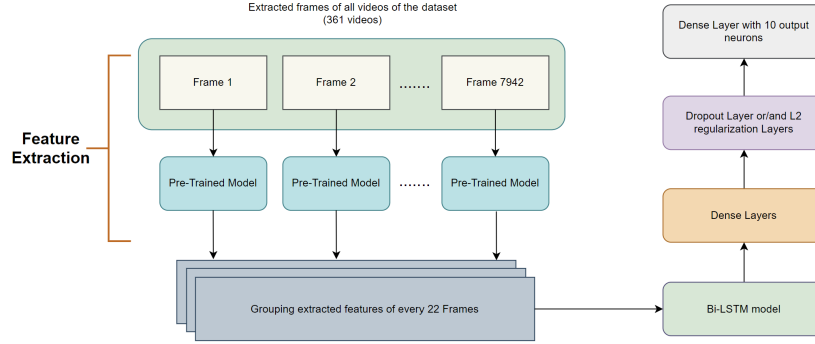 Extracted frames of all videos of the dataset
(361 videos)
Frame 1
Frame 2
.......
Frame 7942
Feature
Extraction
Pre-Trained Model
Pre-Trained Model
.......
Pre-Trained Model
Grouping extracted features of every 22 Frames
Dense Layer with 10 output
neurons
Dropout Layer or/and L2
regularization Layers
Dense Layers
Bi-LSTM model